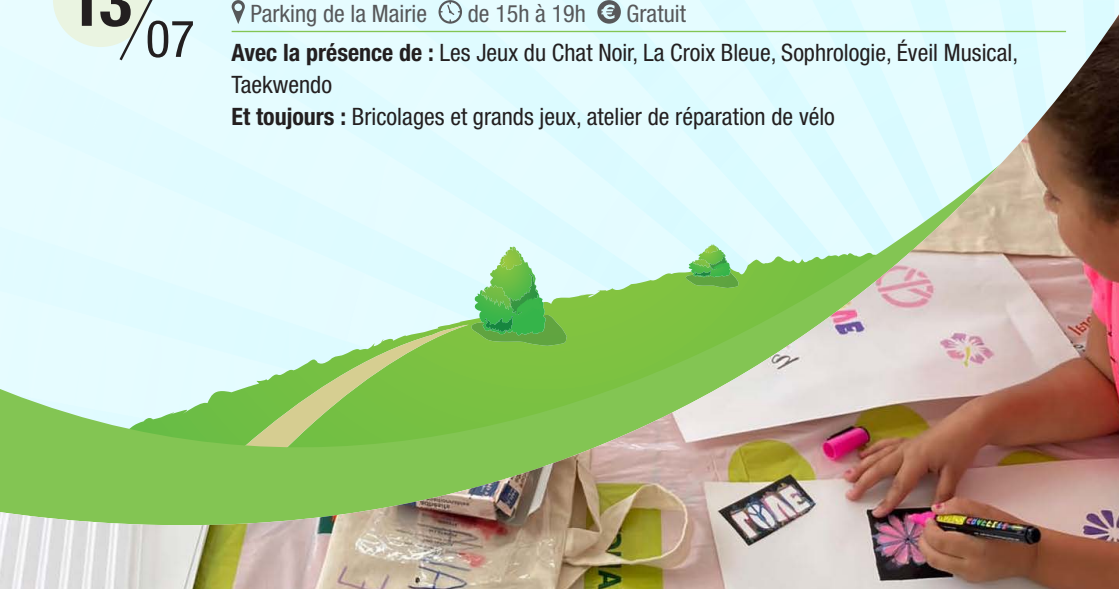 13/07
Parking de la Mairie de 15h à 19h Gratuit
Avec la présence de : Les Jeux du Chat Noir, La Croix Bleue, Sophrologie, Éveil Musical,
Taekwendo
Et toujours : Bricolages et grands jeux, atelier de réparation de vélo